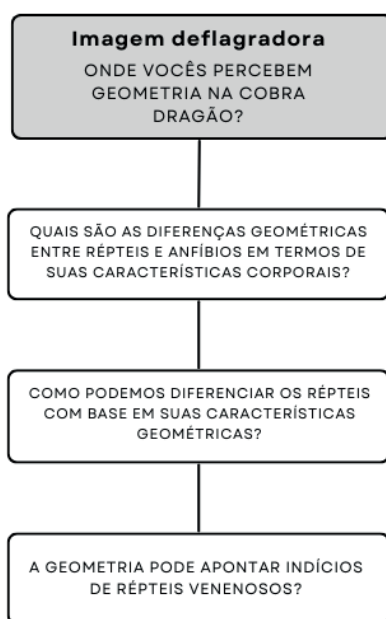 Imagem deflagradora
ONDE VOCÊS PERCEBEM
GEOMETRIA NA COBRA
DRAGÃO?
QUAIS SÃO AS DIFERENÇAS GEOMÉTRICAS
ENTRE RÉPTEIS E ANFÍBIOS EM TERMOS DE
SUAS CARACTERÍSTICAS CORPORAIS?
COMO PODEMOS DIFERENCIAR OS RÉPTEIS
COM BASE EM SUAS CARACTERÍSTICAS
GEOMÉTRICAS?
A GEOMETRIA PODE APONTAR INDÍCIOS
DE RÉPTEIS VENENOSOS?